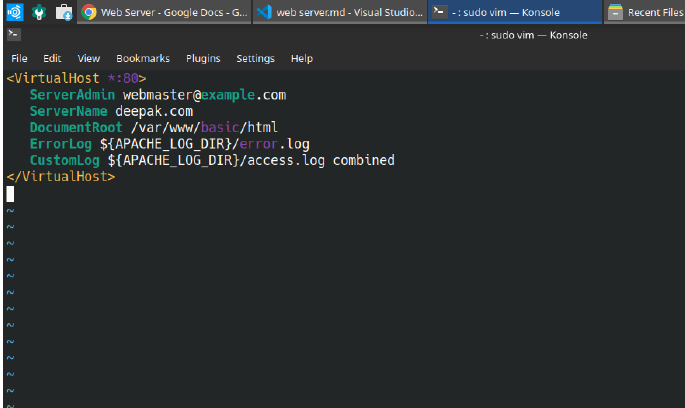 Web Server - Google Docs - G...
web server.md - Visual Studio...
- : sudo vim — Konsole
Recent Files
- : sudo vim — Konsole
File Edit View Bookmarks Plugins Settings Help
<VirtualHost *:80>
ServerAdmin webmaster@example.com
ServerName deepak.com
DocumentRoot /var/www/basic/html
ErrorLog ${APACHE_LOG_DIR}/error.log
CustomLog ${APACHE_LOG_DIR}/access.log combined
</VirtualHost>
~
~
~
~
~
~
~
~
~
~
~
~